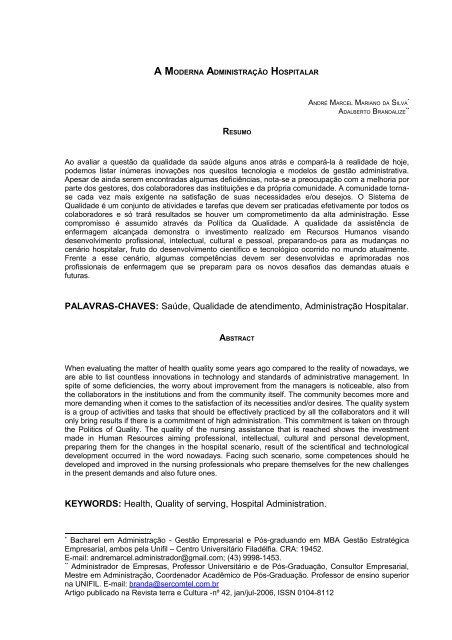 A MODERNA ADMINISTRAÇÃO HOSPITALAR
ANDRÉ MARCEL MARIANO DA SILVA*
ADALBERTO BRANDALIZE**
RESUMO
Ao avaliar a questão da qualidade da saúde alguns anos atrás e compará-la à realidade de hoje,
podemos listar inúmeras inovações nos quesitos tecnologia e modelos de gestão administrativa.
Apesar de ainda serem encontradas algumas deficiências, nota-se a preocupação com a melhoria por
parte dos gestores, dos colaboradores das instituições e da própria comunidade. A comunidade torna-
se cada vez mais exigente na satisfação de suas necessidades e/ou desejos. O Sistema de
Qualidade é um conjunto de atividades e tarefas que devem ser praticadas efetivamente por todos os
colaboradores e só trará resultados se houver um comprometimento da alta administração. Esse
compromisso é assumido através da Política da Qualidade. A qualidade da assistência de
enfermagem alcançada demonstra o investimento realizado em Recursos Humanos visando
desenvolvimento profissional, intelectual, cultural e pessoal, preparando-os para as mudanças no
cenário hospitalar, fruto do desenvolvimento científico e tecnológico ocorrido no mundo atualmente.
Frente a esse cenário, algumas competências devem ser desenvolvidas e aprimoradas nos
profissionais de enfermagem que se preparam para os novos desafios das demandas atuais e
futuras.
PALAVRAS-CHAVES: Saúde, Qualidade de atendimento, Administração Hospitalar.
ABSTRACT
When evaluating the matter of health quality some years ago compared to the reality of nowadays, we
are able to list countless innovations in technology and standards of administrative management. In
spite of some deficiencies, the worry about improvement from the managers is noticeable, also from
the collaborators in the institutions and from the community itself. The community becomes more and
more demanding when it comes to the satisfaction of its necessities and/or desires. The quality system
is a group of activities and tasks that should be effectively practiced by all the collaborators and it will
only bring results if there is a commitment of high administration. This commitment is taken on through
the Politics of Quality. The quality of the nursing assistance that is reached shows the investment
made in Human Resources aiming professional, intellectual, cultural and personal development,
preparing them for the changes in the hospital scenario, result of the scientifical and technological
development occurred in the word nowadays. Facing such scenario, some competences should be
developed and improved in the nursing professionals who prepare themselves for the new challenges
in the present demands and also future ones.
KEYWORDS: Health, Quality of serving, Hospital Administration.
* Bacharel em Administração - Gestão Empresarial e Pós-graduando em MBA Gestão Estratégica
Empresarial, ambos pela Unifil – Centro Universitário Filadélfia. CRA: 19452.
E-mail: andremarcel.administrador@gmail.com; (43) 9998-1453.
** Administrador de Empresas, Professor Universitário e de Pós-Graduação, Consultor Empresarial,
Mestre em Administração, Coordenador Acadêmico de Pós-Graduação. Professor de ensino superior
na UNIFIL. E-mail: branda@sercomtel.com.br
Artigo publicado na Revista terra e Cultura -nº 42, jan/jul-2006, ISSN 0104-8112